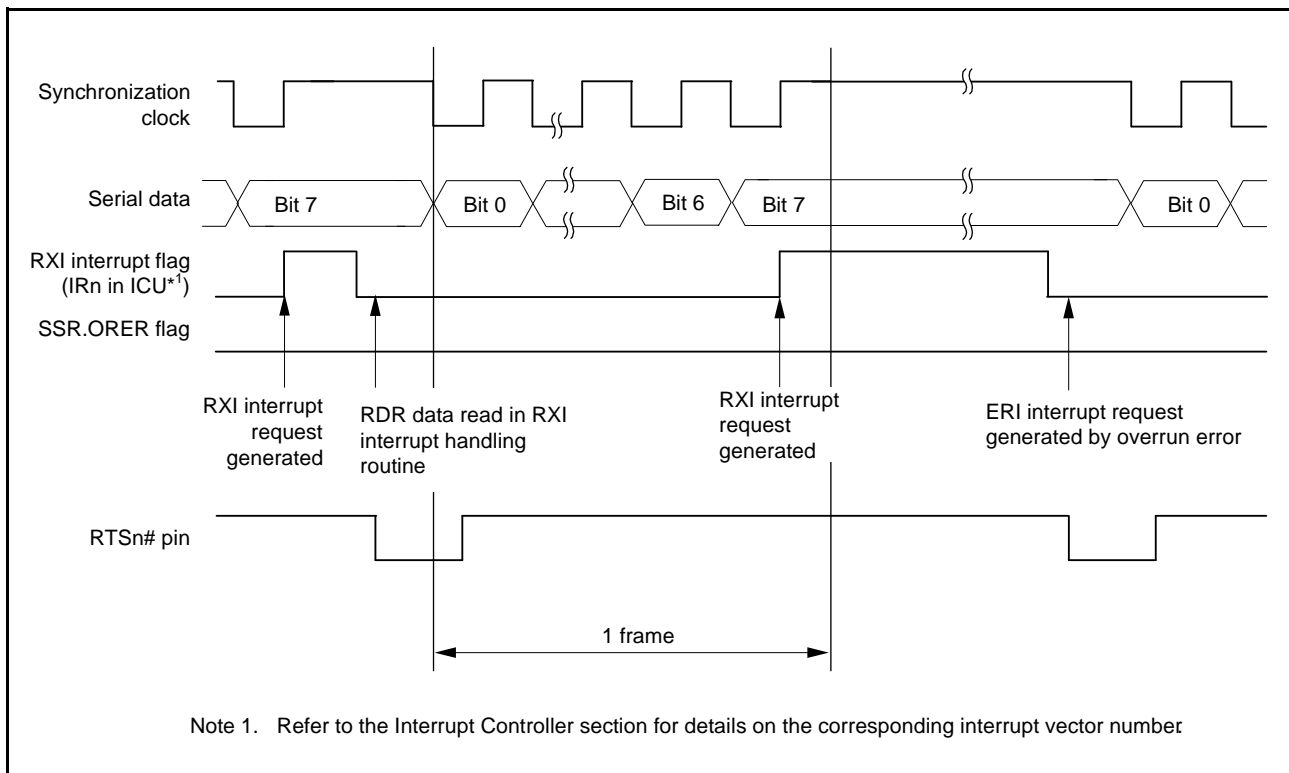 Synchronization
clock
Serial data
Bit 7
Bit 0
Bit 6
Bit 7
Bit 0
RXI interrupt flag
(IRn in ICU*1)
SSR.ORER flag
RXI interrupt
request
generated
RDR data read in RXI
interrupt handling
routine
RXI interrupt
request
generated
ERI interrupt request
generated by overrun error
RTSn# pin
1 frame
Note 1. Refer to the Interrupt Controller section for details on the corresponding interrupt vector number.